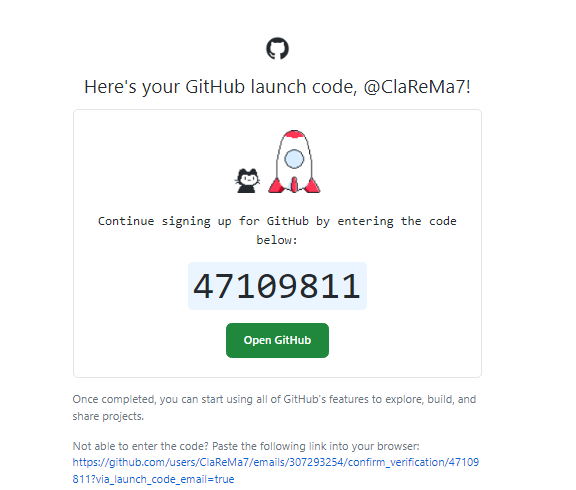 Here's your GitHub launch code, @ClaReMa7!
Continue signing up for GitHub by entering the code
below:
47109811
Open GitHub
Once completed, you can start using all of GitHub's features to explore, build, and
share projects.
Not able to enter the code? Paste the following link into your browser:
https://github.com/users/ClaReMa7/emails/307293254/confirm_verification/47109
811?via_launch_code_email=true